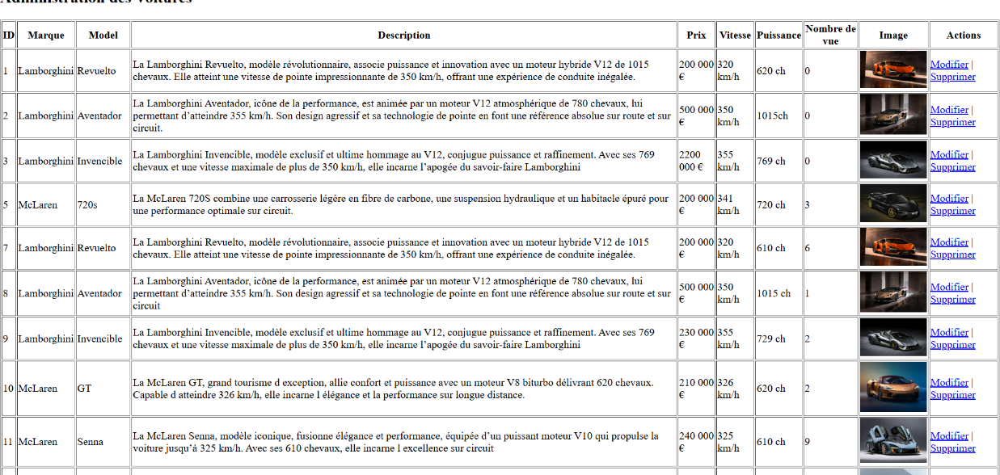 Administration des Voitures
ID Marque Model Description Prix Vitesse Puissance Nombre de vue Image Actions
1 Lamborghini Revuelto La Lamborghini Revuelto, modèle révolutionnaire, associe puissance et innovation avec un moteur hybride V12 de 1015 200 000 320 620 ch 0 Modifier |
chevaux. Elle atteint une vitesse de pointe impressionnante de 350 km/h, offrant une expérience de conduite inégalée. € km/h Supprimer
La Lamborghini Aventador, icône de la performance, est animée par un moteur V12 atmosphérique de 780 chevaux, lui
2 Lamborghini Aventador permettant d’atteindre 355 km/h. Son design agressif et sa technologie de pointe en font une référence absolue sur route et sur 500 000 350 1015ch 0 Modifier |
circuit. € km/h Supprimer
3 Lamborghini Invencible La Lamborghini Invencible, modèle exclusif et ultime hommage au V12, conjugue puissance et raffinement. Avec ses 769 2200 355 769 ch 0 Modifier |
chevaux et une vitesse maximale de plus de 350 km/h, elle incarne l’apogée du savoir-faire Lamborghini 000 € km/h Supprimer
5 McLaren 720s La McLaren 720S combine une carrosserie légère en fibre de carbone, une suspension hydraulique et un habitacle épuré pour 200 000 341 720 ch 3 Modifier |
une performance optimale sur circuit. € km/h Supprimer
7 Lamborghini Revuelto La Lamborghini Revuelto, modèle révolutionnaire, associe puissance et innovation avec un moteur hybride V12 de 1015 200 000 320 610 ch 6 Modifier |
chevaux. Elle atteint une vitesse de pointe impressionnante de 350 km/h, offrant une expérience de conduite inégalée. € km/h Supprimer
La Lamborghini Aventador, icône de la performance, est animée par un moteur V12 atmosphérique de 780 chevaux, lui
8 Lamborghini Aventador permettant d’atteindre 355 km/h. Son design agressif et sa technologie de pointe en font une référence absolue sur route et sur 500 000 350 1015 ch 1 Modifier |
circuit € km/h Supprimer
9 Lamborghini Invencible La Lamborghini Invencible, modèle exclusif et ultime hommage au V12, conjugue puissance et raffinement. Avec ses 769 230 000 355 729 ch 2 Modifier |
chevaux et une vitesse maximale de plus de 350 km/h, elle incarne l’apogée du savoir-faire Lamborghini € km/h Supprimer
10 McLaren GT La McLaren GT, grand tourisme d exception, allie confort et puissance avec un moteur V8 biturbo délivrant 620 chevaux. 210 000 326 620 ch 2 Modifier |
Capable d atteindre 326 km/h, elle incarne l élégance et la performance sur longue distance. € km/h Supprimer
11 McLaren Senna La McLaren Senna, modèle iconique, fusionne élégance et performance, équipée d’un puissant moteur V10 qui propulse la 240 000 325 610 ch 9 Modifier |
voiture jusqu’à 325 km/h. Avec ses 610 chevaux, elle incarne l excellence sur circuit € km/h Supprimer